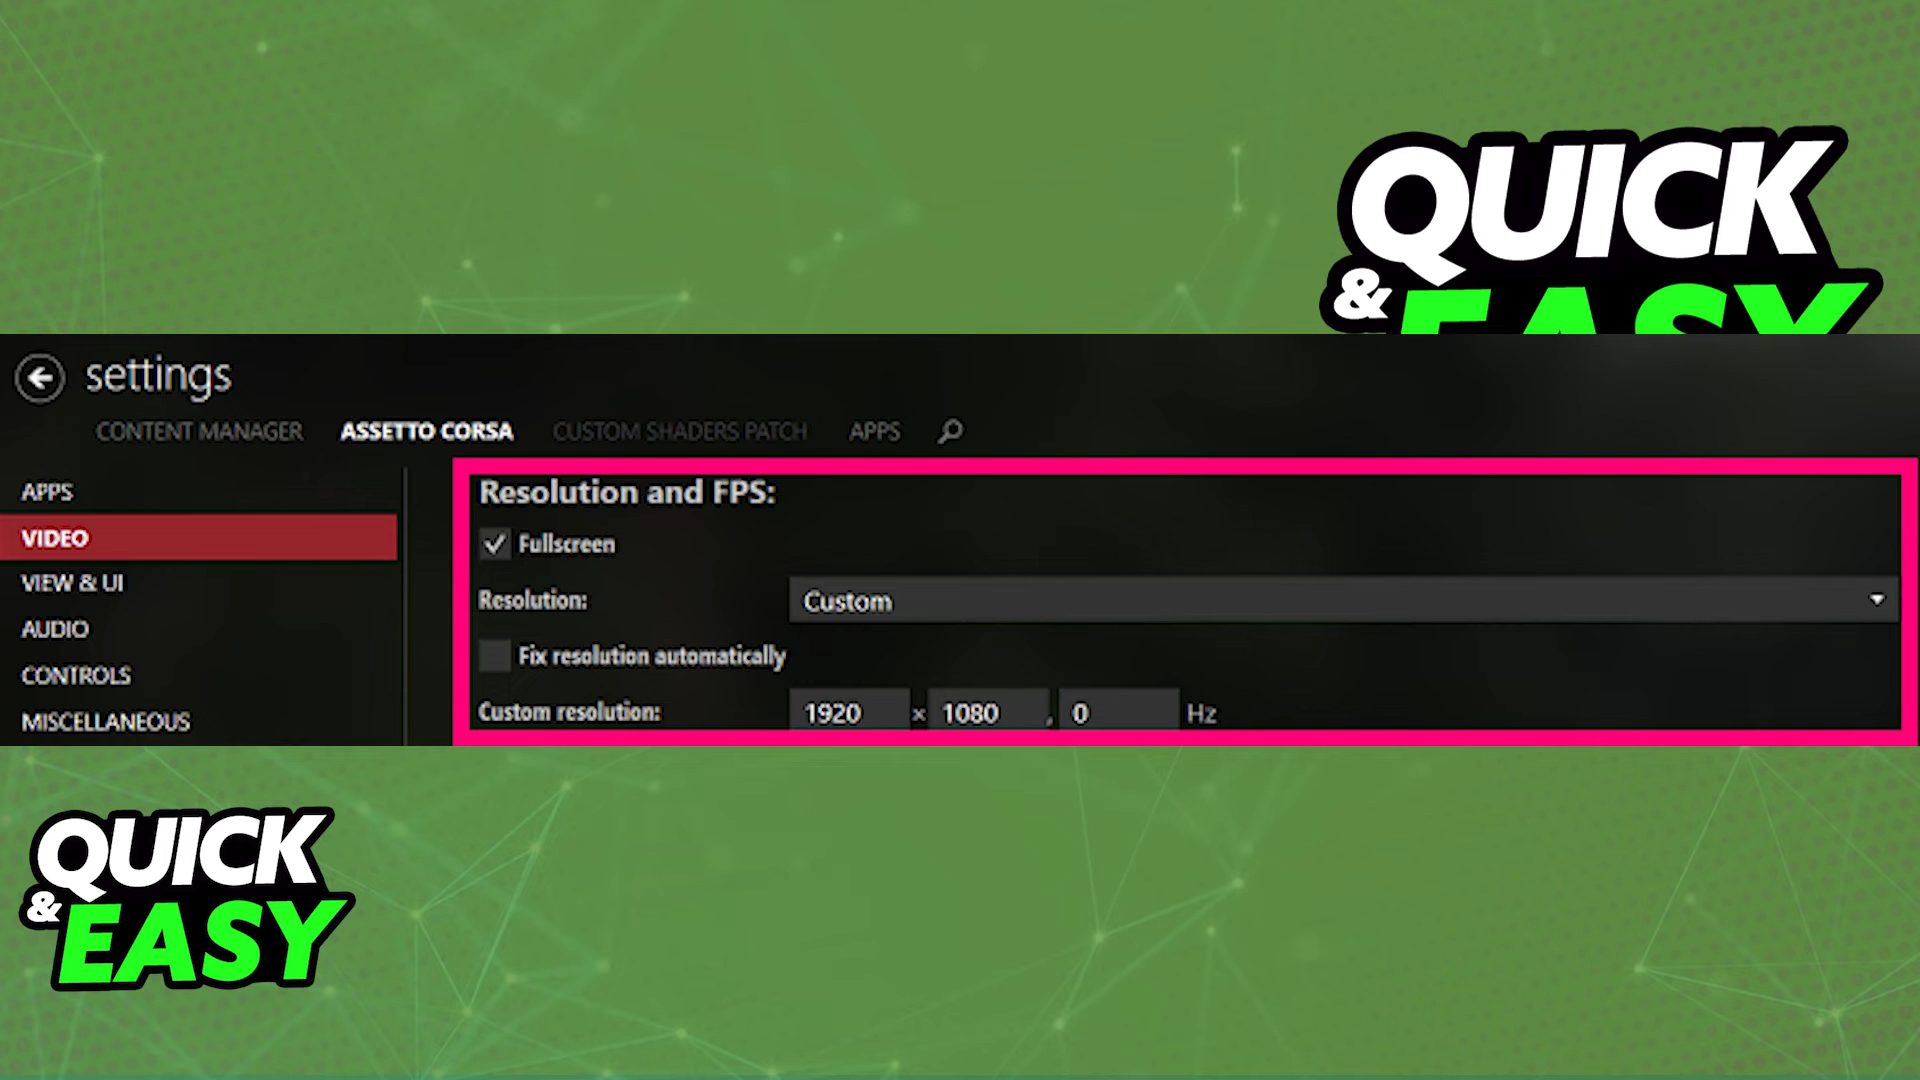 QUICK
& EASY
settings
CONTENT MANAGER ASSETTO CORSA CUSTOM SHADERS PATCH APPS
APPS
VIDEO
VIEW & UI
AUDIO
CONTROLS
MISCELLANEOUS
Resolution and FPS:
Fullscreen
Resolution: Custom
Fix resolution automatically
Custom resolution: 1920 x 1080 , 0 Hz
QUICK
& EASY